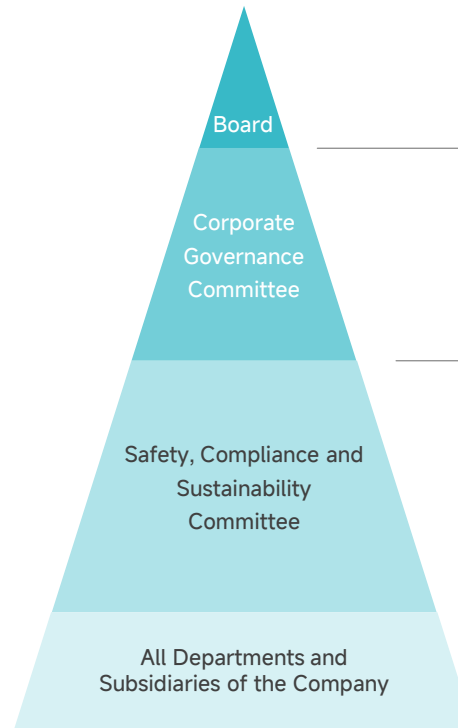 Board
Corporate
Governance
Committee
Safety, Compliance and
Sustainability
Committee
All Departments and
Subsidiaries of the Company